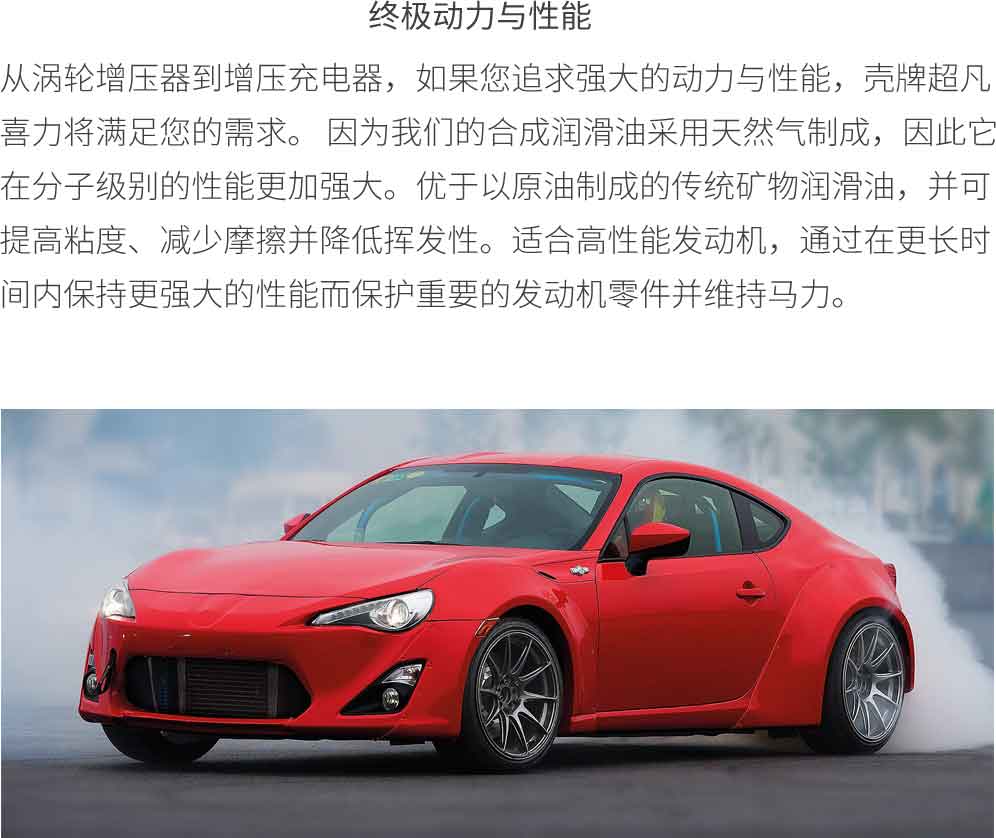 终极动力与性能
从涡轮增压器到增压充电器，如果您追求强大的动力与性能，壳牌超凡
喜力将满足您的需求。 因为我们的合成润滑油采用天然气制成，因此它
在分子级别的性能更加强大。优于以原油制成的传统矿物润滑油，并可
提高粘度、减少摩擦并降低挥发性。适合高性能发动机，通过在更长时
间内保持更强大的性能而保护重要的发动机零件并维持马力。